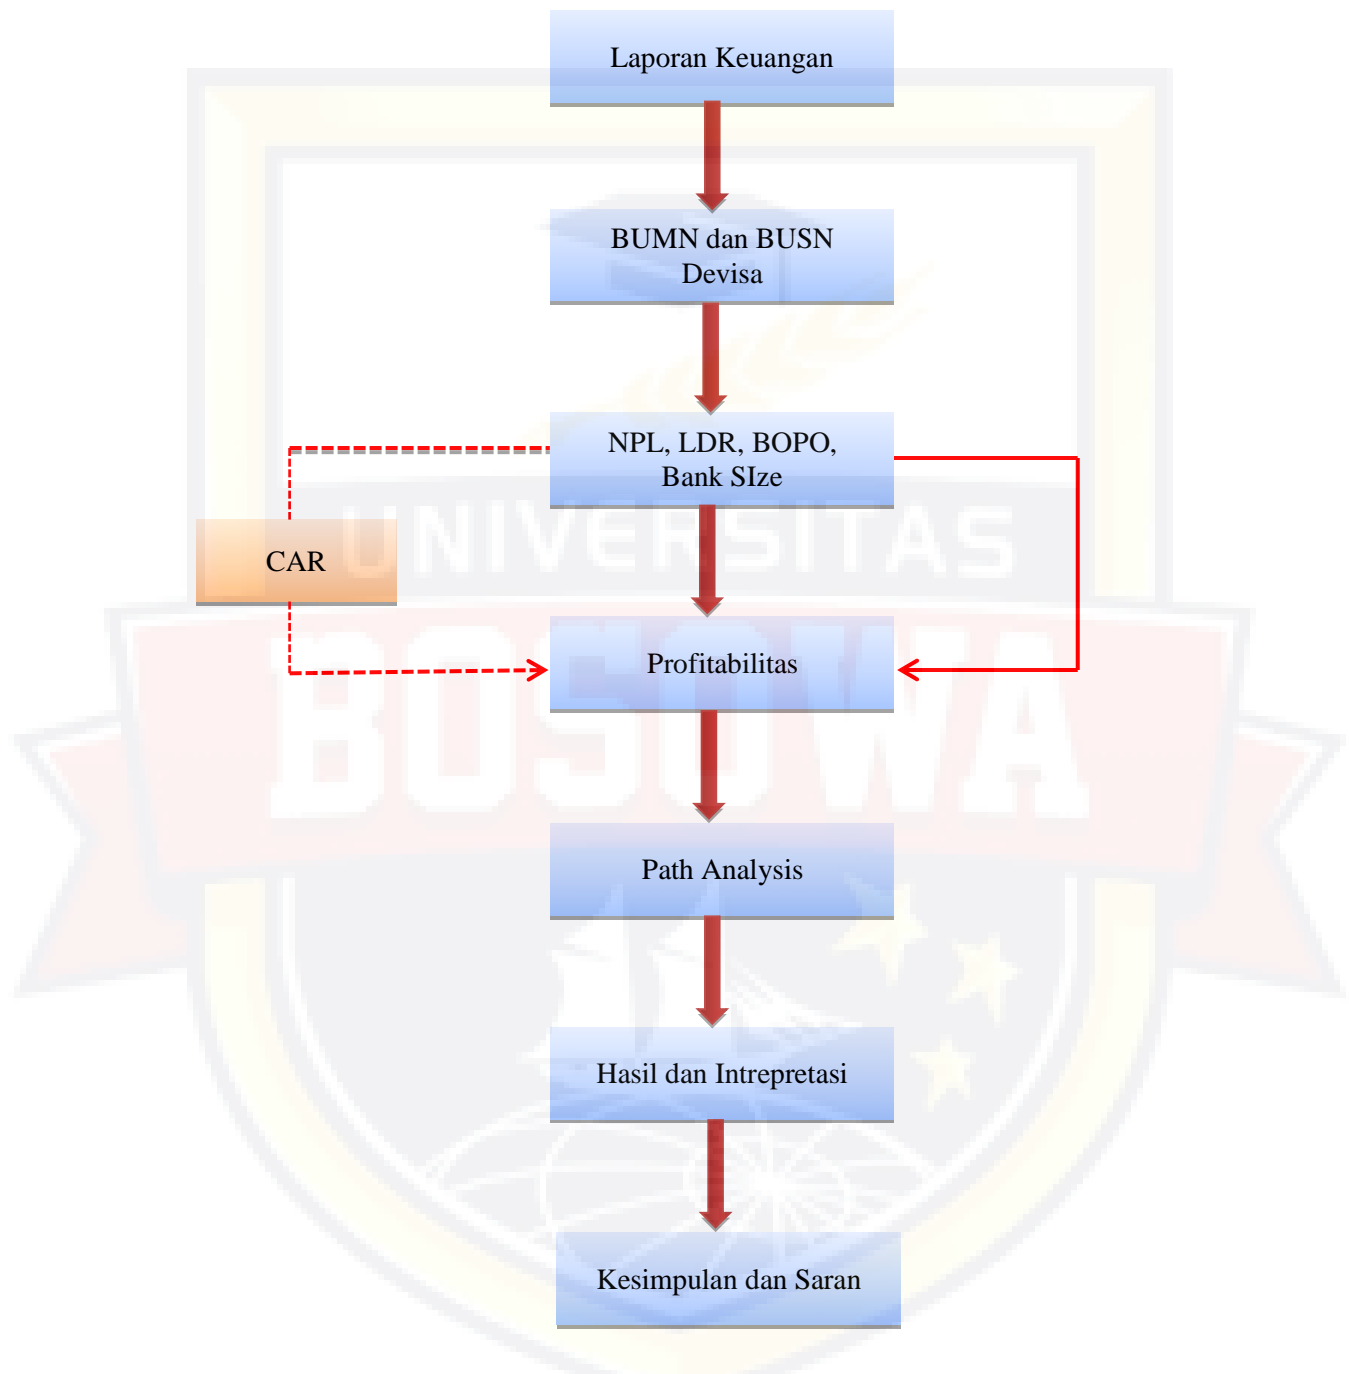 Laporan Keuangan
BUMN dan BUSN
Devisa
NPL, LDR, BOPO,
Bank SIze
UNIVERSITAS
CAR
BOSOWA
Profitabilitas
Path Analysis
Hasil dan Intrepretasi
Kesimpulan dan Saran